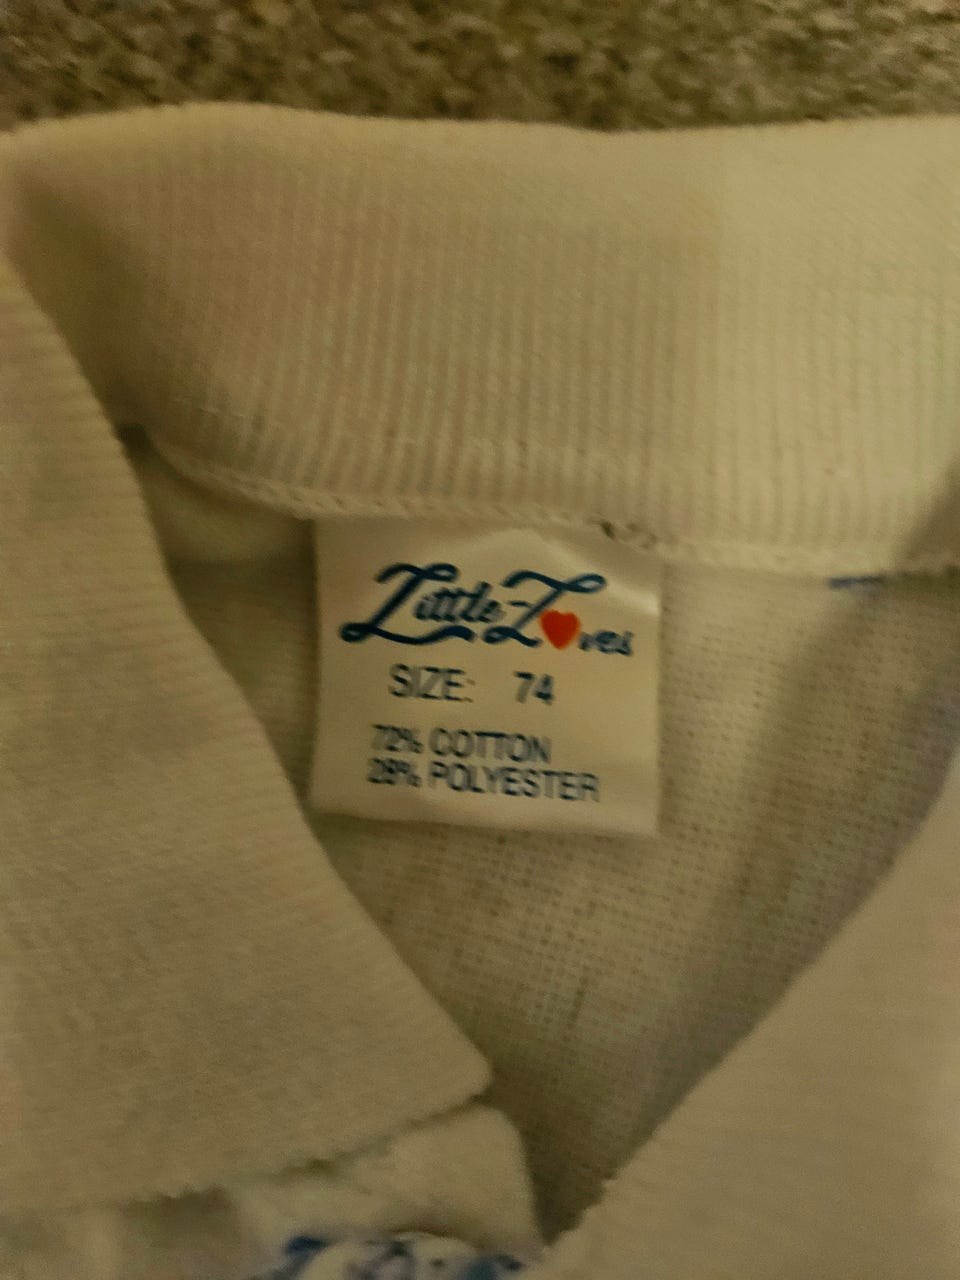 Little-Loves
SIZE: 74
72% COTTON
28% POLYESTER